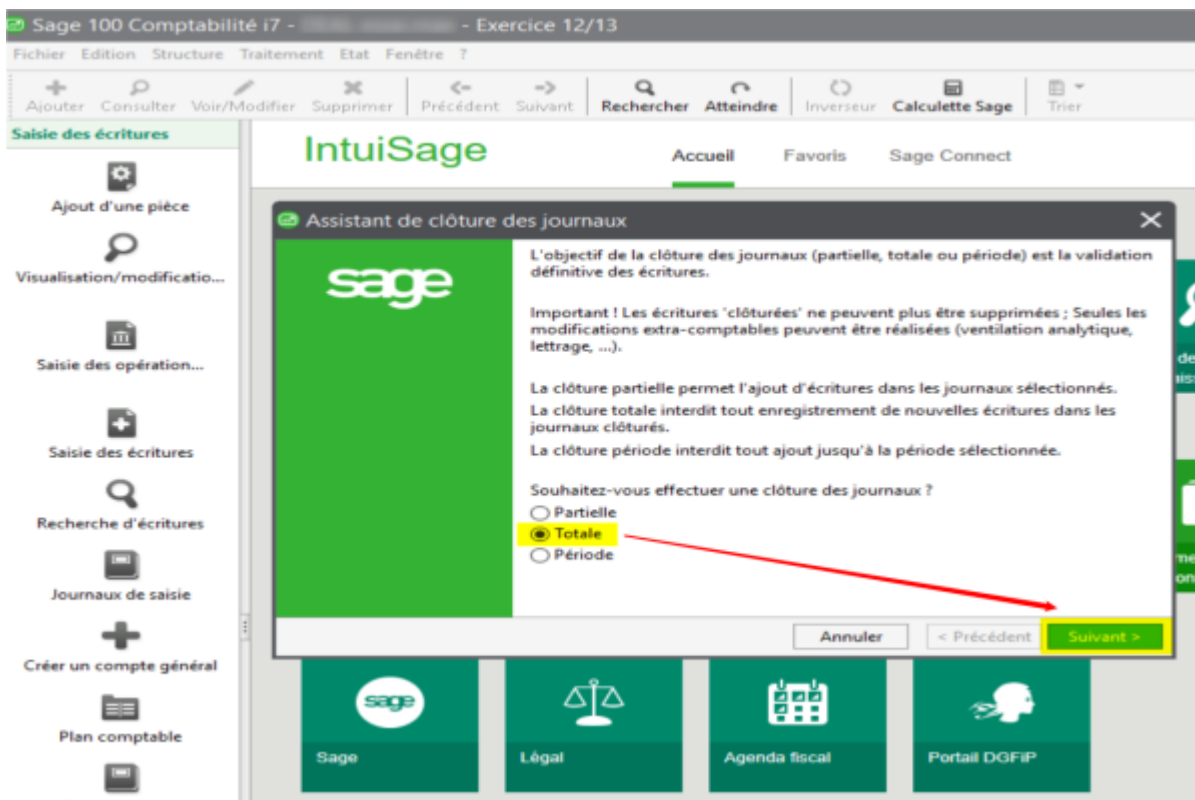 Sage 100 Comptabilité i7 - - Exercice 12/13
Fichier Edition Structure Traitement Etat Fenêtre ?
Ajouter Consulter Voir/Modifier Supprimer Précédent Suivant Rechercher Atteindre Inverseur Calculette Sage Trier
Saisie des écritures
IntuiSage Accueil Favoris Sage Connect
Ajout d'une pièce
Visualisation/modificatio...
Saisie des opération...
Saisie des écritures
Recherche d'écritures
Journaux de saisie
Créer un compte général
Plan comptable
Assistant de clôture des journaux
sage
L'objectif de la clôture des journaux (partielle, totale ou période) est la validation
définitive des écritures.
Important ! Les écritures 'clôturées' ne peuvent plus être supprimées ; Seules les
modifications extra-comptables peuvent être réalisées (ventilation analytique,
lettrage, ...).
La clôture partielle permet l'ajout d'écritures dans les journaux sélectionnés.
La clôture totale interdit tout enregistrement de nouvelles écritures dans les
journaux clôturés.
La clôture période interdit tout ajout jusqu'à la période sélectionnée.
Souhaitez-vous effectuer une clôture des journaux ?
Partielle
Totale
Période
Annuler < Précédent Suivant >
sage
Sage Légal Agenda fiscal Portail DGFiP